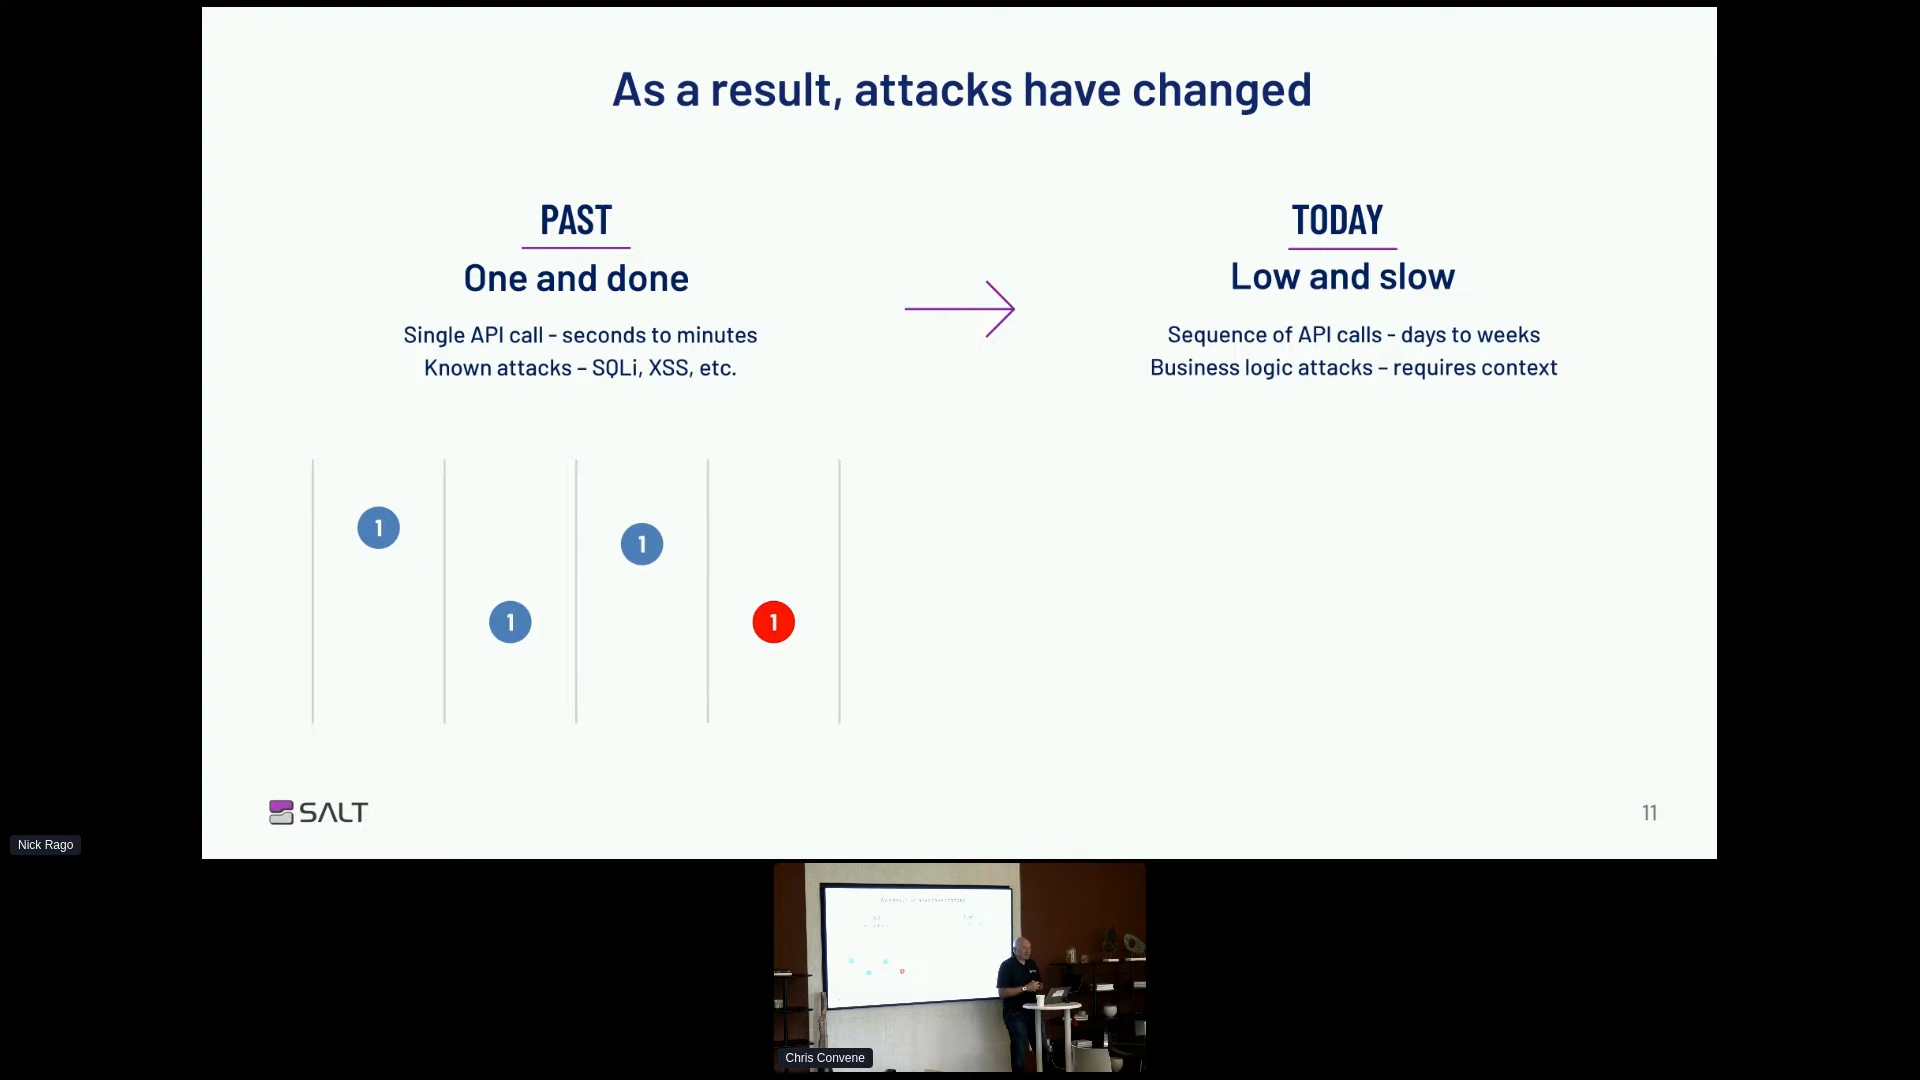 As a result, attacks have changed
PAST
One and done
Single API call - seconds to minutes
Known attacks – SQLi, XSS, etc.
TODAY
Low and slow
Sequence of API calls - days to weeks
Business logic attacks – requires context
1
1
1
1
SALT
11
Nick Rago
Chris Convene